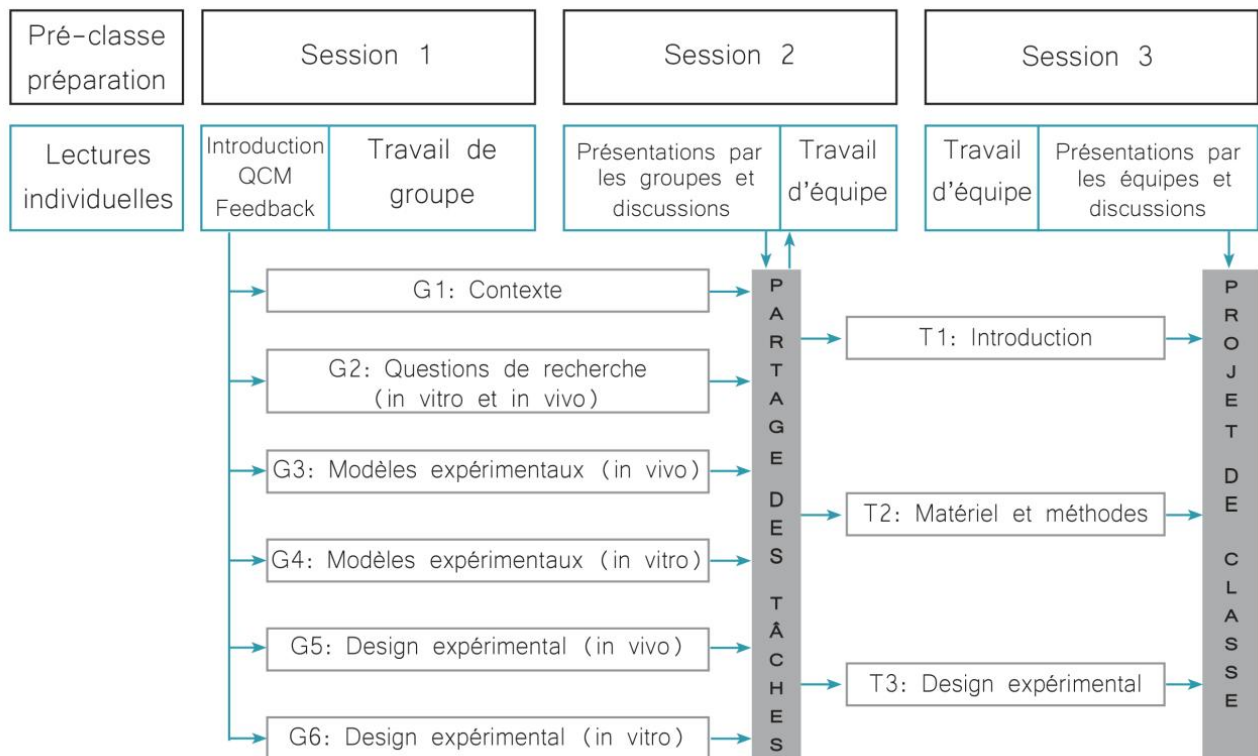 Pré-classe
préparation
Session 1
Session 2
Session 3
Lectures
individuelles
Introduction
QCM
Feedback
Travail de
groupe
Présentations par
les groupes et
discussions
Travail
d'équipe
Travail
d'équipe
Présentations par
les équipes et
discussions
G1: Contexte
G2: Questions de recherche
(in vitro et in vivo)
G3: Modèles expérimentaux (in vivo)
G4: Modèles expérimentaux (in vitro)
G5: Design expérimental (in vivo)
G6: Design expérimental (in vitro)
PARTAGE DES TÂCHES
T1: Introduction
T2: Matériel et méthodes
T3: Design expérimental
PROJET DE CLASSE